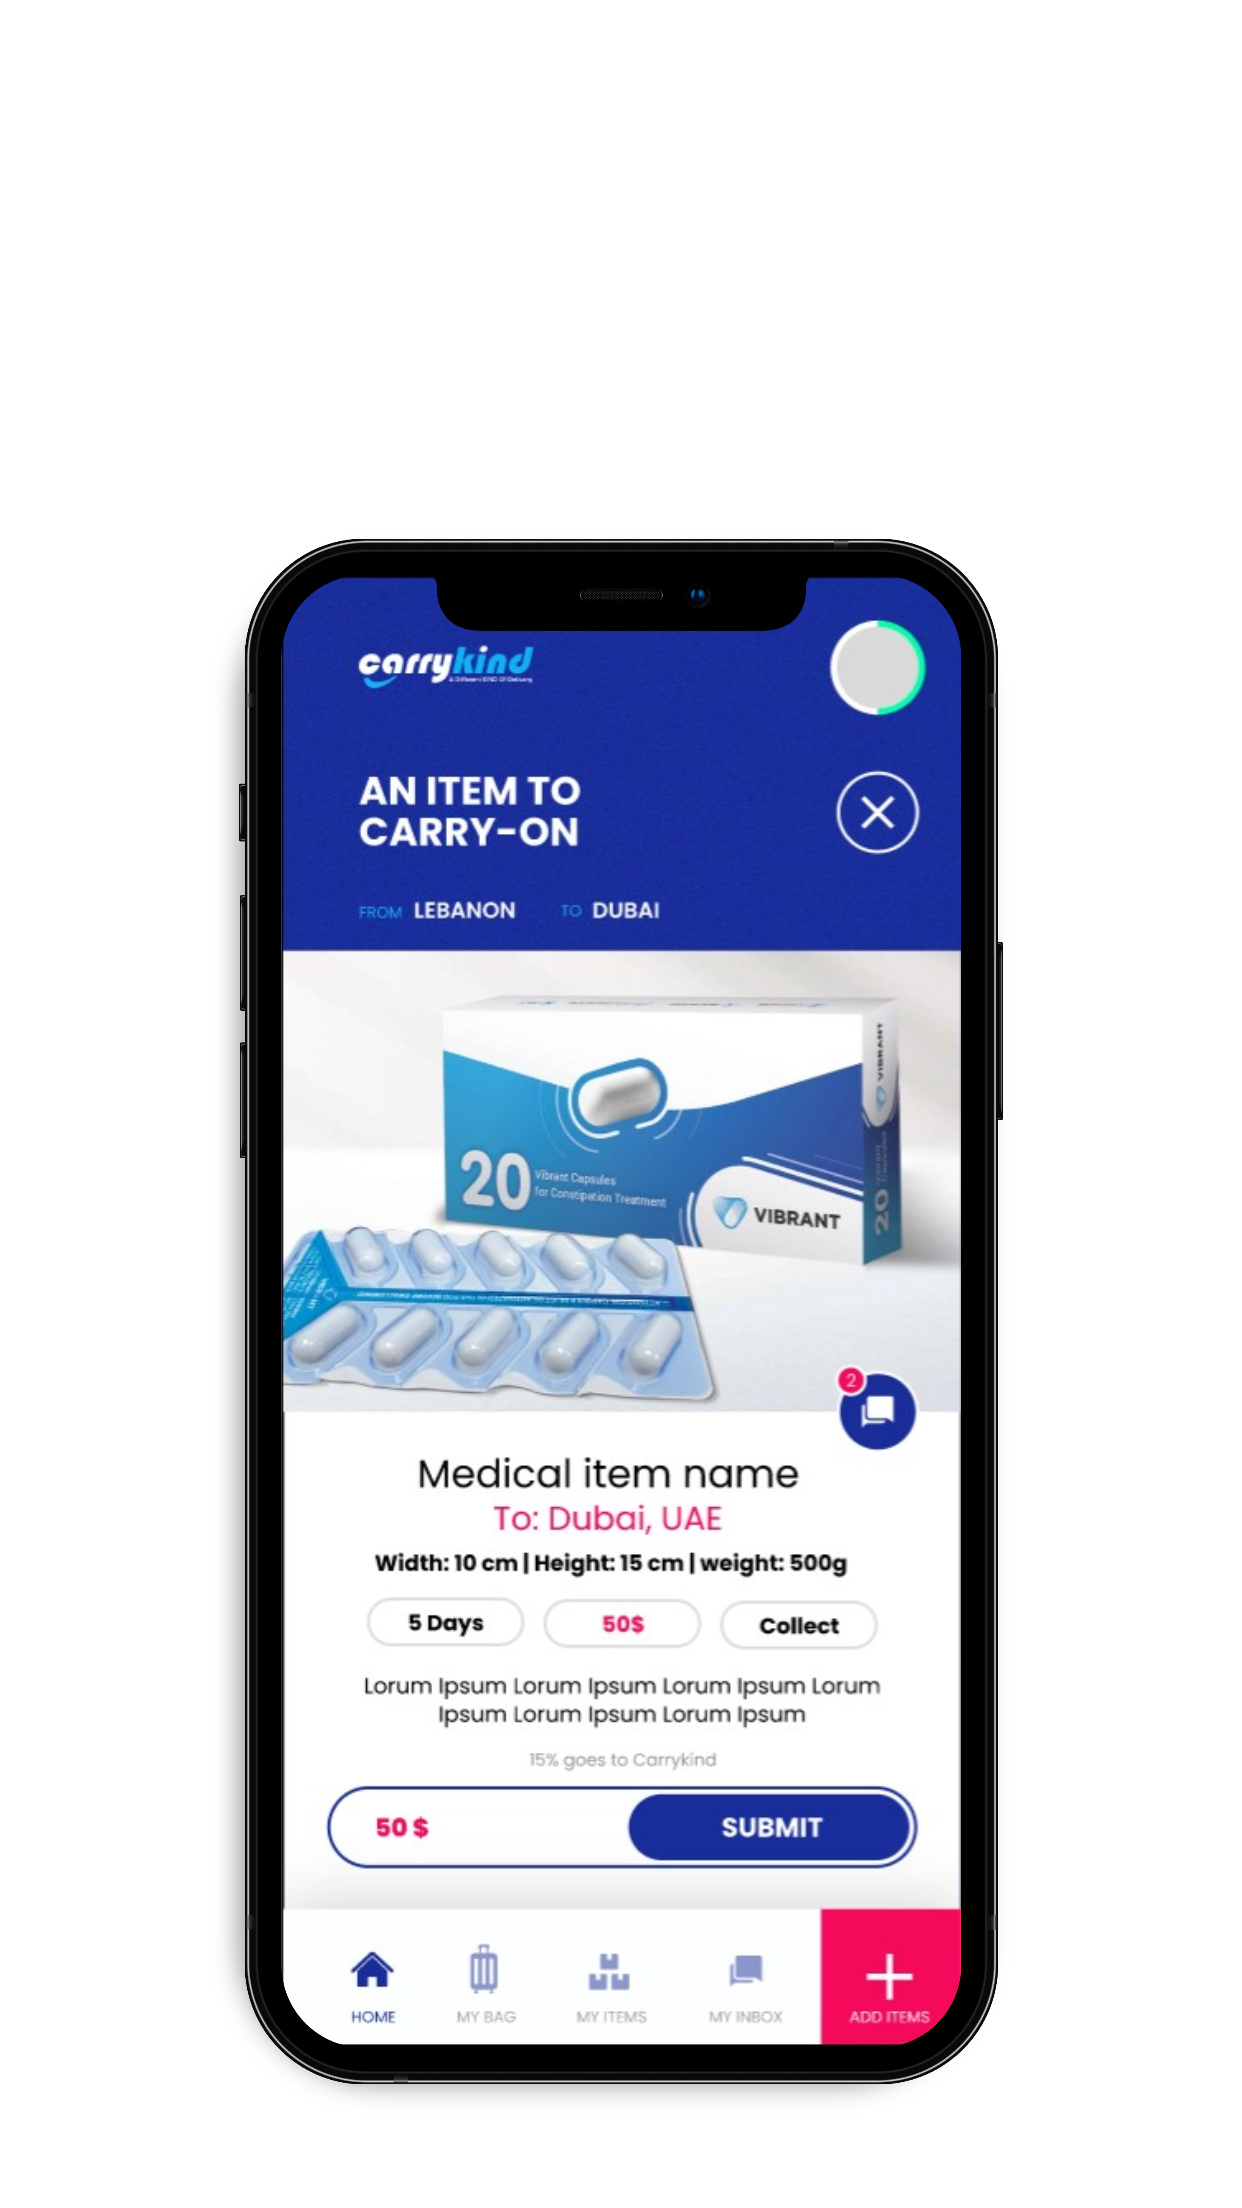 carrykind
A Different KIND Of Delivery
AN ITEM TO
CARRY-ON
FROM LEBANON TO DUBAI
VIBRANT
20
Vibrant Capsules
for Constipation Treatment
VIBRANT
20
2
Medical item name
To: Dubai, UAE
Width: 10 cm | Height: 15 cm | weight: 500g
5 Days 50$ Collect
Lorum Ipsum Lorum Ipsum Lorum Ipsum Lorum
Ipsum Lorum Ipsum Lorum Ipsum
15% goes to Carrykind
50 $ SUBMIT
HOME MY BAG MY ITEMS MY INBOX ADD ITEMS